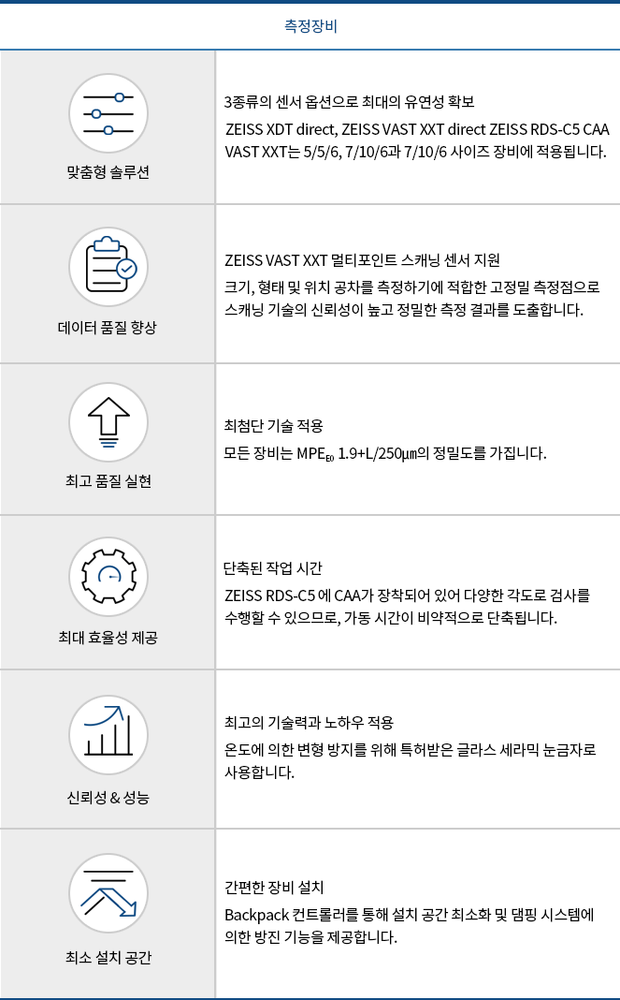 측정장비
맞춤형 솔루션
3종류의 센서 옵션으로 최대의 유연성 확보
ZEISS XDT direct, ZEISS VAST XXT direct ZEISS RDS-C5 CAA
VAST XXT는 5/5/6, 7/10/6과 7/10/6 사이즈 장비에 적용됩니다.
데이터 품질 향상
ZEISS VAST XXT 멀티포인트 스캐닝 센서 지원
크기, 형태 및 위치 공차를 측정하기에 적합한 고정밀 측정점으로
스캐닝 기술의 신뢰성이 높고 정밀한 측정 결과를 도출합니다.
최고 품질 실현
최첨단 기술 적용
모든 장비는 MPE_E0 1.9+L/250㎛의 정밀도를 가집니다.
최대 효율성 제공
단축된 작업 시간
ZEISS RDS-C5 에 CAA가 장착되어 있어 다양한 각도로 검사를
수행할 수 있으므로, 가동 시간이 비약적으로 단축됩니다.
신뢰성 & 성능
최고의 기술력과 노하우 적용
온도에 의한 변형 방지를 위해 특허받은 글라스 세라믹 눈금자로
사용합니다.
최소 설치 공간
간편한 장비 설치
Backpack 컨트롤러를 통해 설치 공간 최소화 및 댐핑 시스템에
의한 방진 기능을 제공합니다.